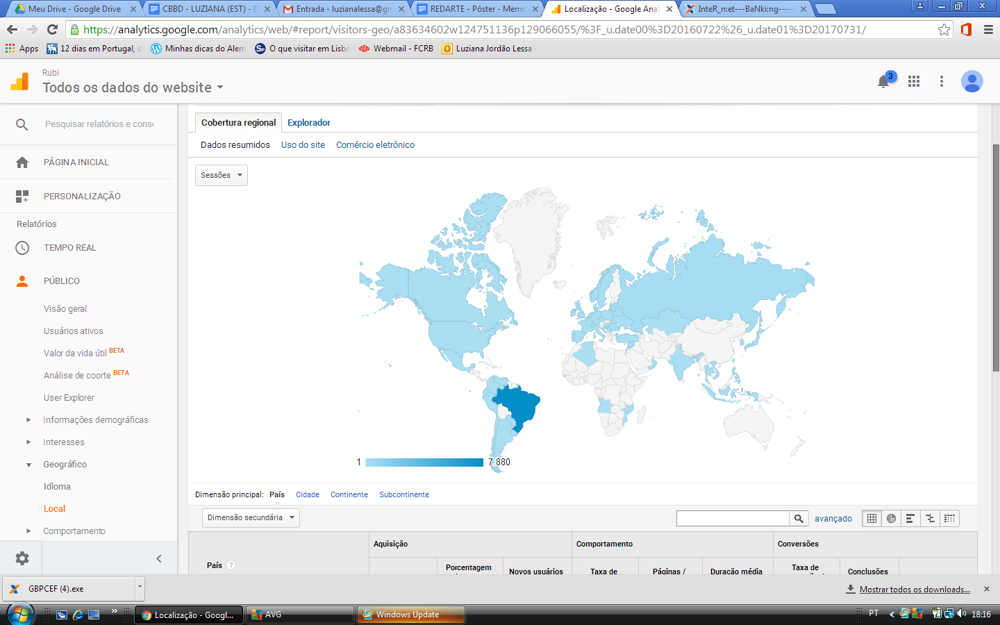 Meu Drive - Google Drive
CBBD - LUZIANA (EST) - D
Entrada - luzianalessa@gm
REDARTE - Pôster - Memó
Localização - Google Anal
InteR_n:et---BaNki:ng----
https://analytics.google.com/analytics/web/#report/visitors-geo/a83634602w124751136p129066055/%3F_u.date00%3D20160722%26_u.date01%3D20170731/
Apps
12 dias em Portugal, c
Minhas dicas do Alen
O que visitar em Lisb
Webmail - FCRB
Luziana Jordão Lessa -
Rubi
Todos os dados do website
3
Pesquisar relatórios e cons
PÁGINA INICIAL
PERSONALIZAÇÃO
Relatórios
TEMPO REAL
PÚBLICO
Visão geral
Usuários ativos
Valor da vida útil BETA
Análise de coorte BETA
User Explorer
Informações demográficas
Interesses
Geográfico
Idioma
Local
Comportamento
Cobertura regional
Explorador
Dados resumidos
Uso do site
Comércio eletrônico
Sessões
1
7.880
Dimensão principal:
País
Cidade
Continente
Subcontinente
Dimensão secundária
avançado
País ?
Aquisição
Comportamento
Conversões
Porcentagem
Novos usuários
Taxa de
Páginas /
Duração média
Taxa de
Conclusões
GBPCEF (4).exe
Mostrar todos os downloads...
Localização - Googl...
AVG
Windows Update
PT
18:16